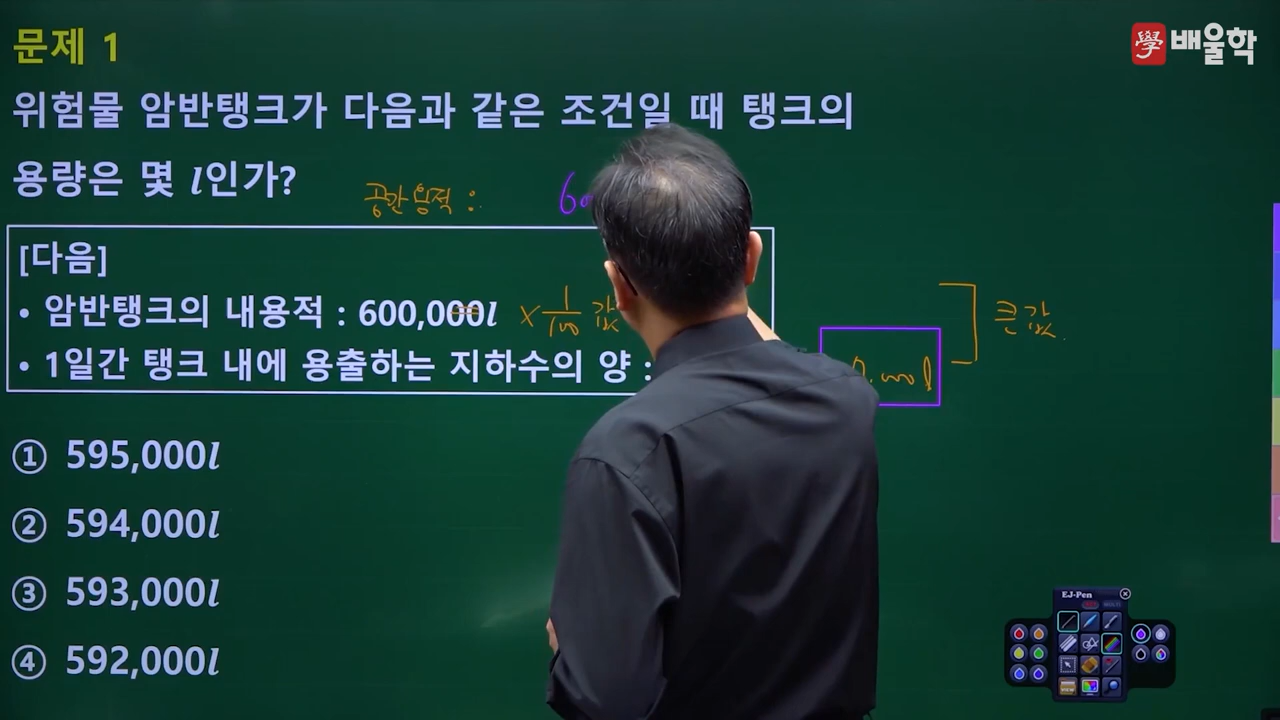 문제 1
學 배울학
위험물 암반탱크가 다음과 같은 조건일 때 탱크의
용량은 몇 l인가?
공간용적 :
[다음]
• 암반탱크의 내용적 : 600,000l × 1/100 값
• 1일간 탱크 내에 용출하는 지하수의 양 :
큰 값
① 595,000l
② 594,000l
③ 593,000l
④ 592,000l
EJ-Pen